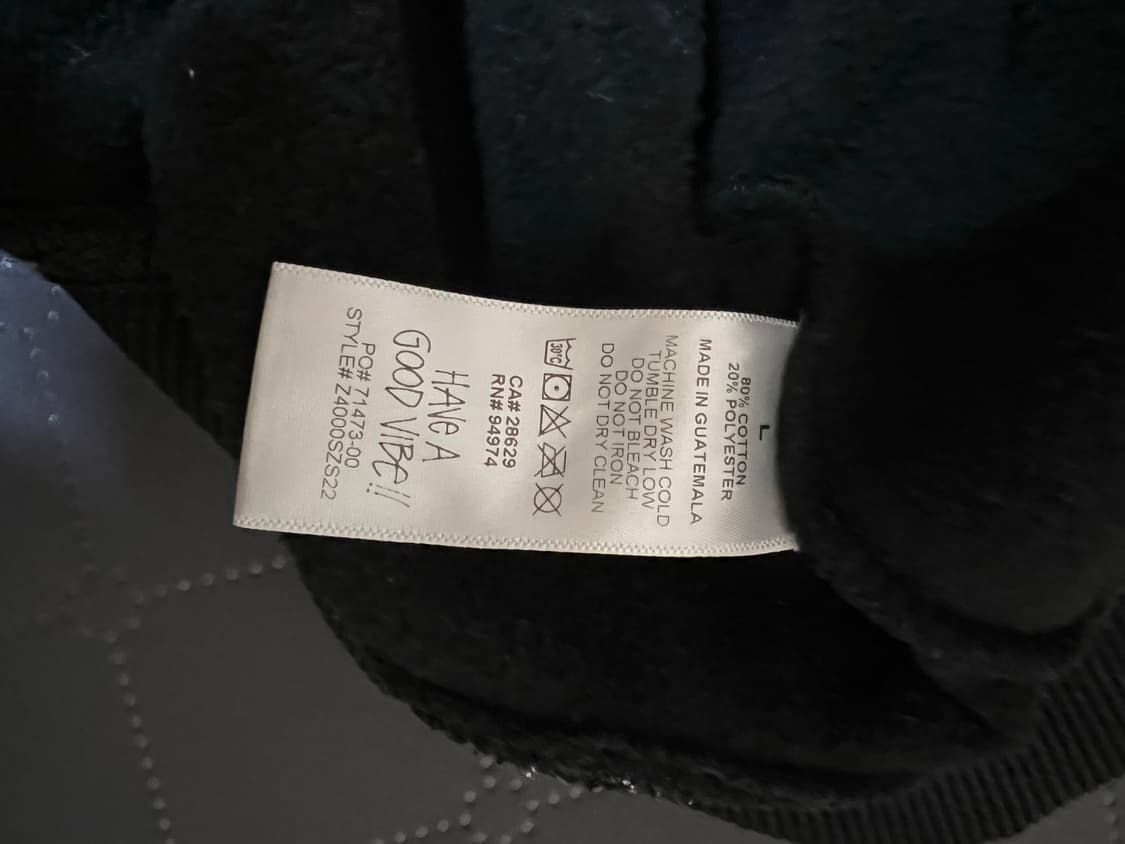 L
80% COTTON
20% POLYESTER
MADE IN GUATEMALA
MACHINE WASH COLD
TUMBLE DRY LOW
DO NOT BLEACH
DO NOT IRON
DO NOT DRY CLEAN
30°C
CA# 28629
RN# 94974
HAVE A
GOOD VIBE!!
PO# 71473-00
STYLE# Z4000SZS22